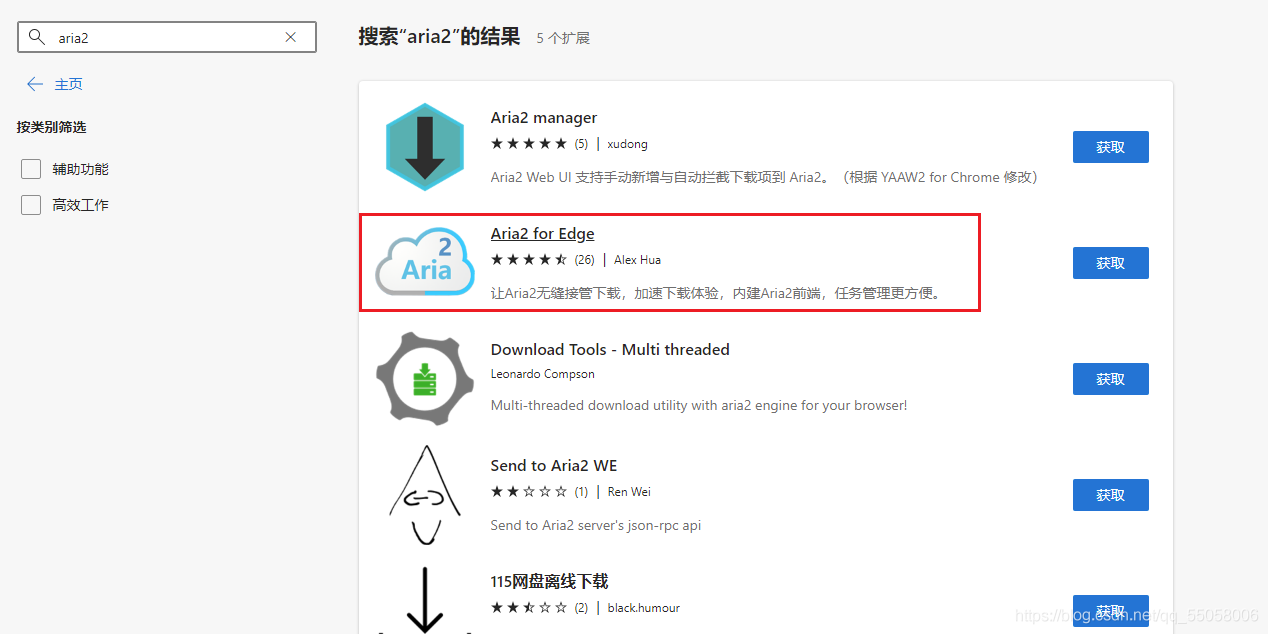 aria2
搜索“aria2”的结果 5 个扩展
主页
按类别筛选
辅助功能
高效工作
Aria2 manager
(5) | xudong
Aria2 Web UI 支持手动新增与自动拦截下载项到 Aria2。（根据 YAAW2 for Chrome 修改）
获取
2
Aria
Aria2 for Edge
(26) | Alex Hua
让Aria2无缝接管下载，加速下载体验，内建Aria2前端，任务管理更方便。
获取
Download Tools - Multi threaded
Leonardo Compson
Multi-threaded download utility with aria2 engine for your browser!
获取
Send to Aria2 WE
(1) | Ren Wei
Send to Aria2 server's json-rpc api
获取
115网盘离线下载
(2) | black.humour
获取
https://blog.csdn.net/qq_55058006